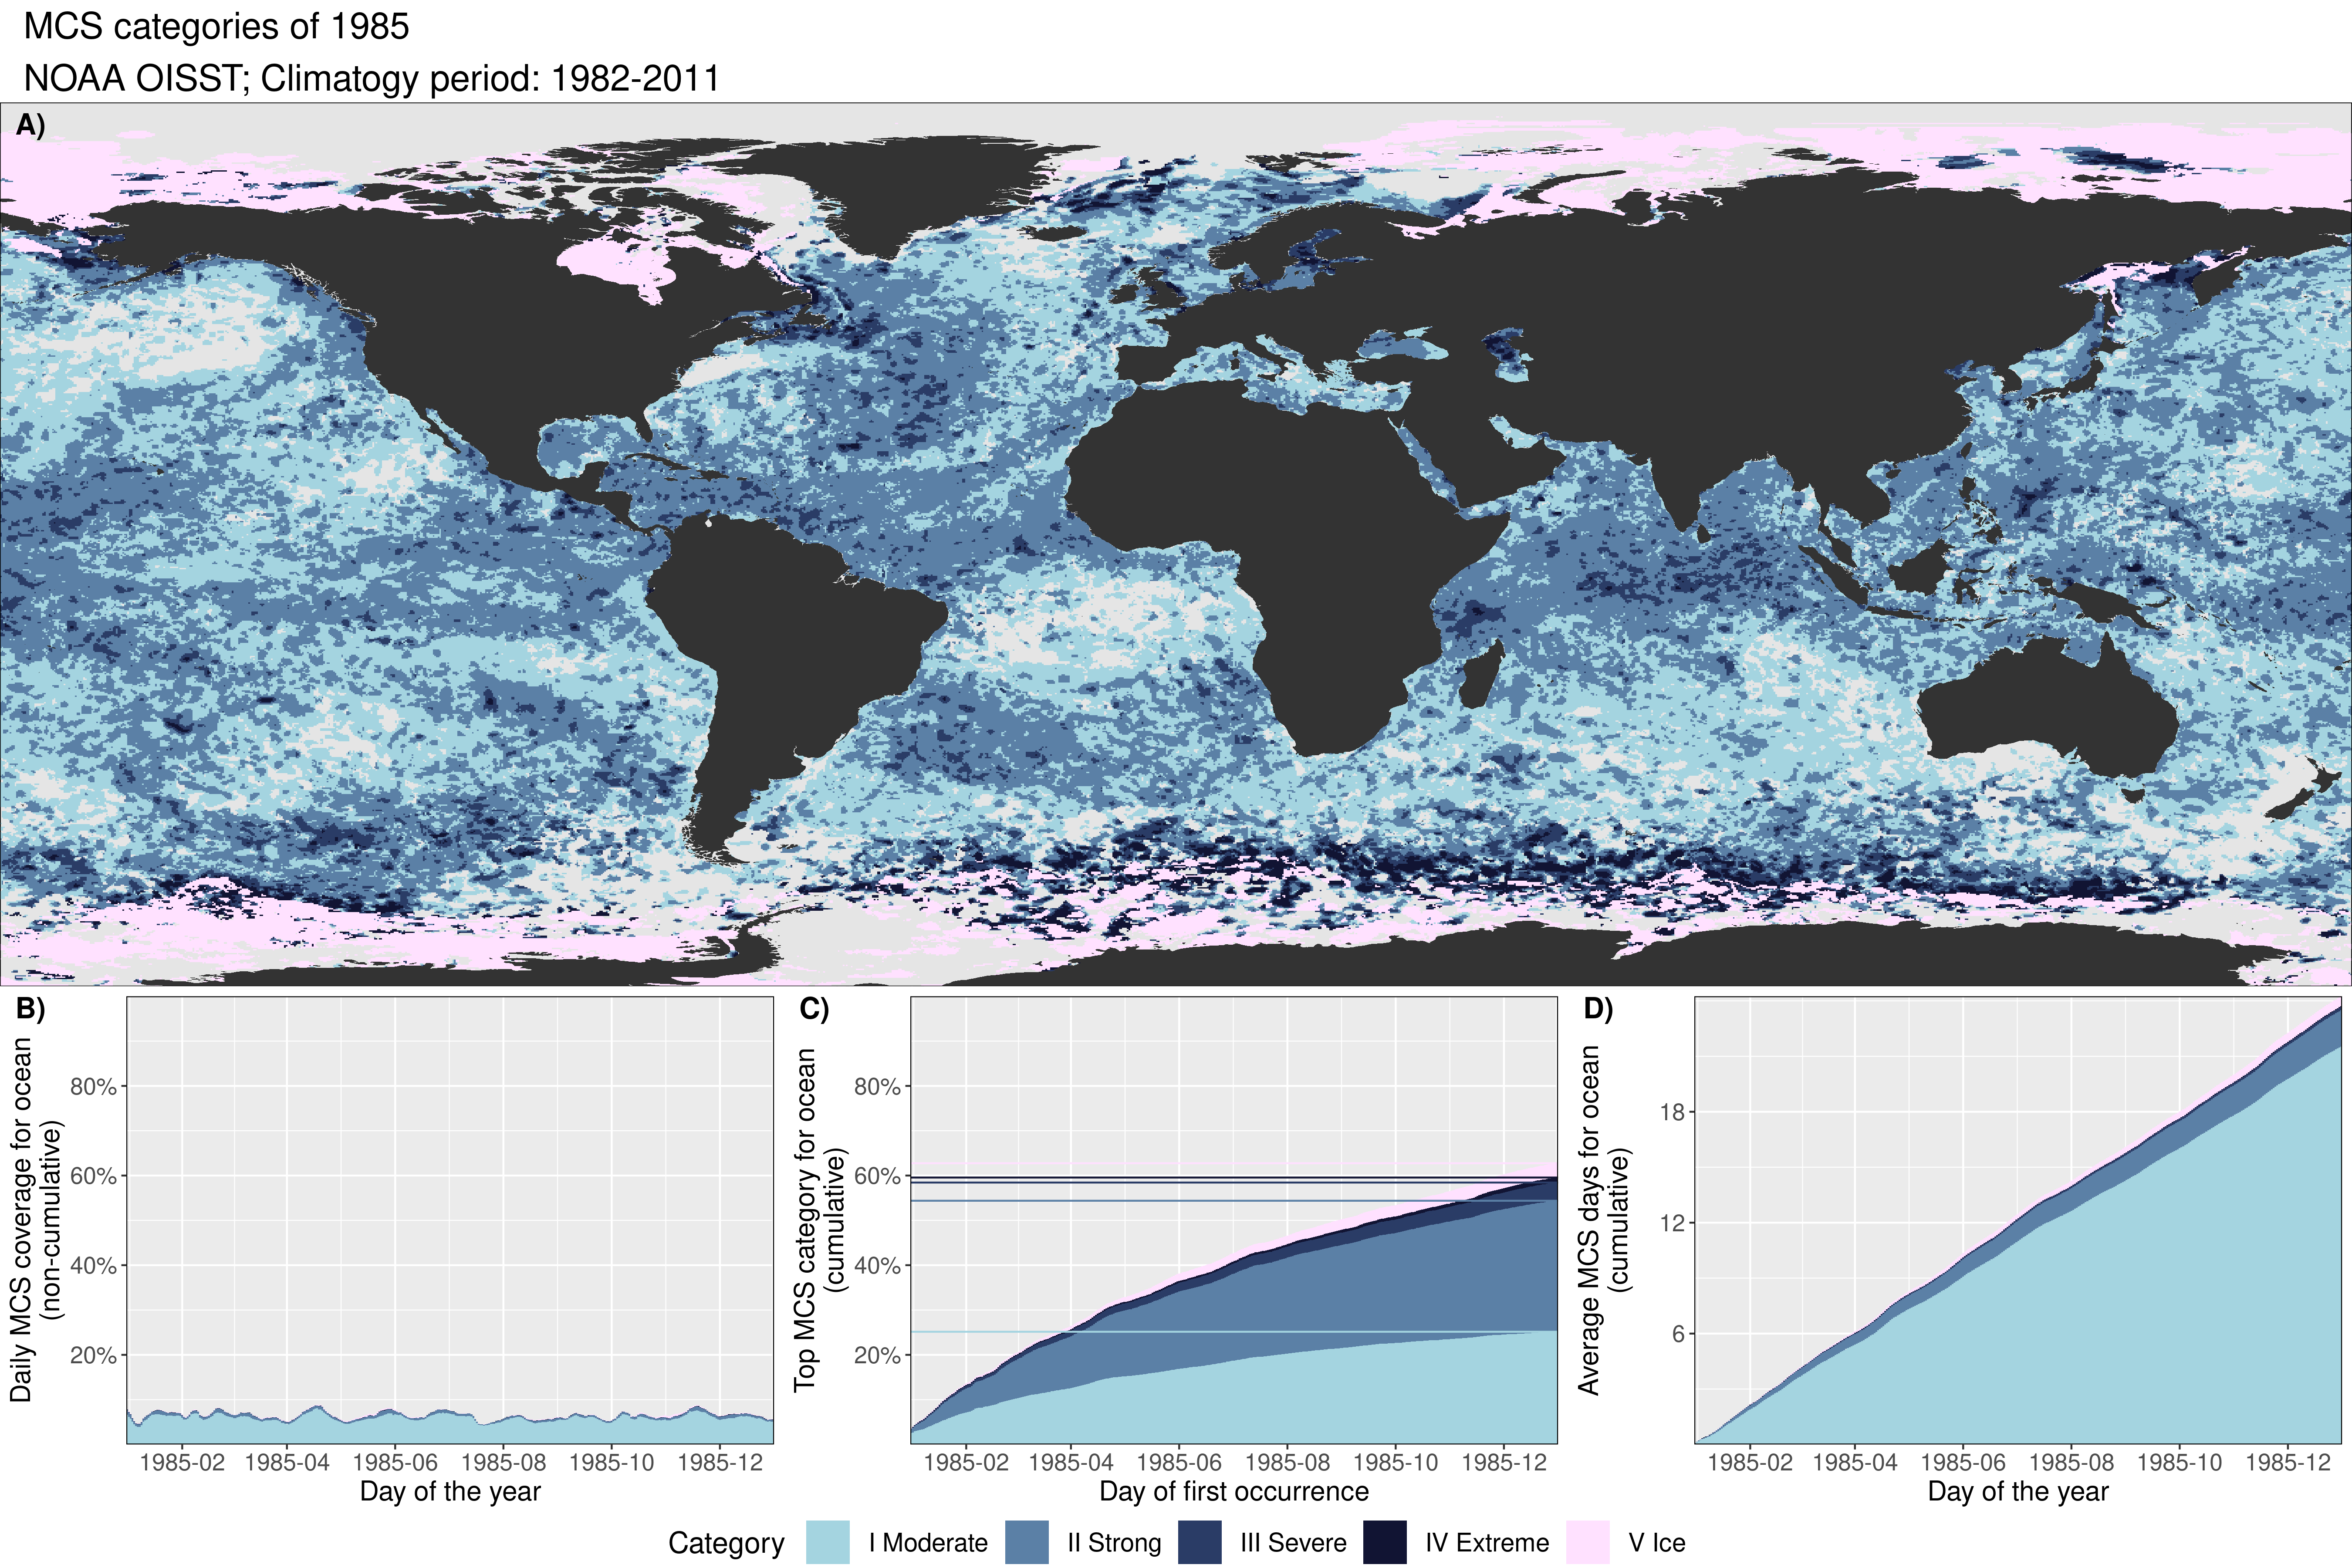 MCS categories of 1985
NOAA OISST; Climatogy period: 1982-2011
A)
B)
Daily MCS coverage for ocean
(non-cumulative)
80%
60%
40%
20%
1985-02 1985-04 1985-06 1985-08 1985-10 1985-12
Day of the year
C)
Top MCS category for ocean
(cumulative)
80%
60%
40%
20%
1985-02 1985-04 1985-06 1985-08 1985-10 1985-12
Day of first occurrence
D)
Average MCS days for ocean
(cumulative)
18
12
6
1985-02 1985-04 1985-06 1985-08 1985-10 1985-12
Day of the year
Category I Moderate II Strong III Severe IV Extreme V Ice